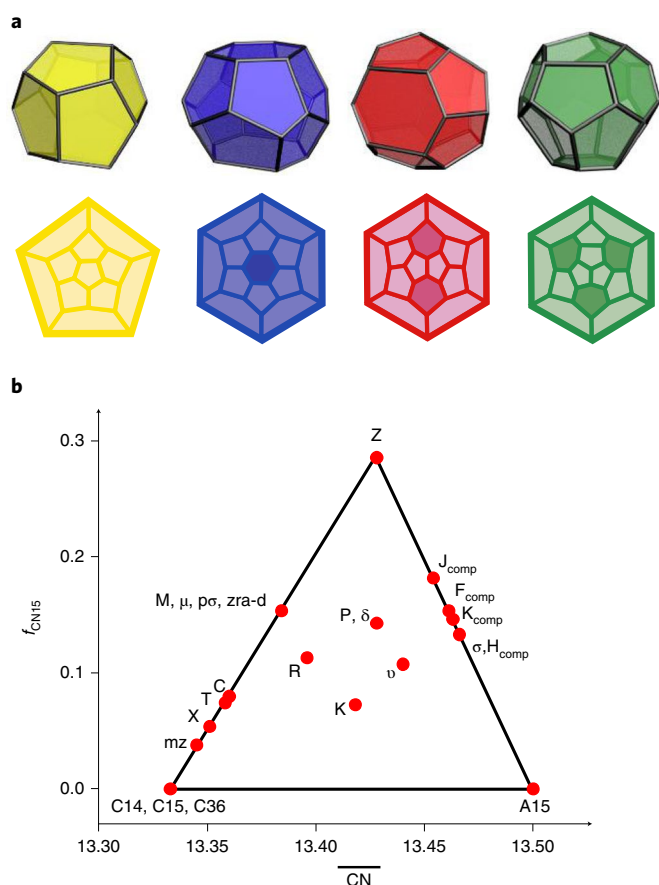 a
b
0.3
0.2
0.1
0.0
f_CN15
Z
J_comp
F_comp
K_comp
σ,H_comp
M, μ, pσ, zra-d
P, δ
R
υ
K
C
T
X
mz
C14, C15, C36
A15
13.30 13.35 13.40 13.45 13.50
C̅N̅